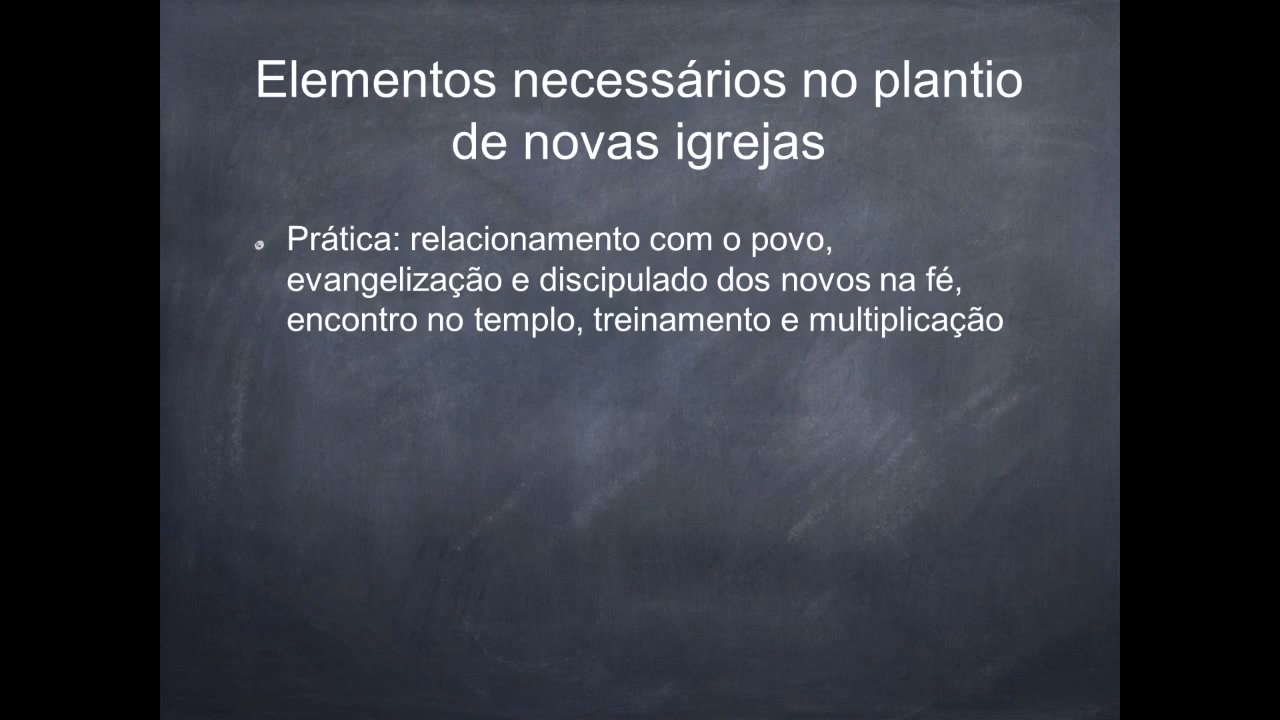 Elementos necessários no plantio
de novas igrejas
Prática: relacionamento com o povo,
evangelização e discipulado dos novos na fé,
encontro no templo, treinamento e multiplicação